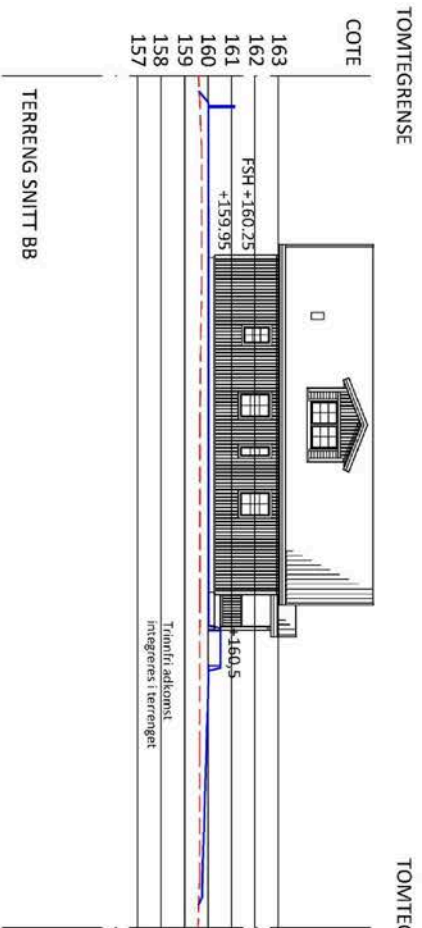 TOMTEGRENSE
TOMTEG
COTE
163
162
161
160
159
158
157
FSH +160.25
+159.95
+160,5
Trinnfri adkomst
integreres i terrenget
TERRENG SNITT BB